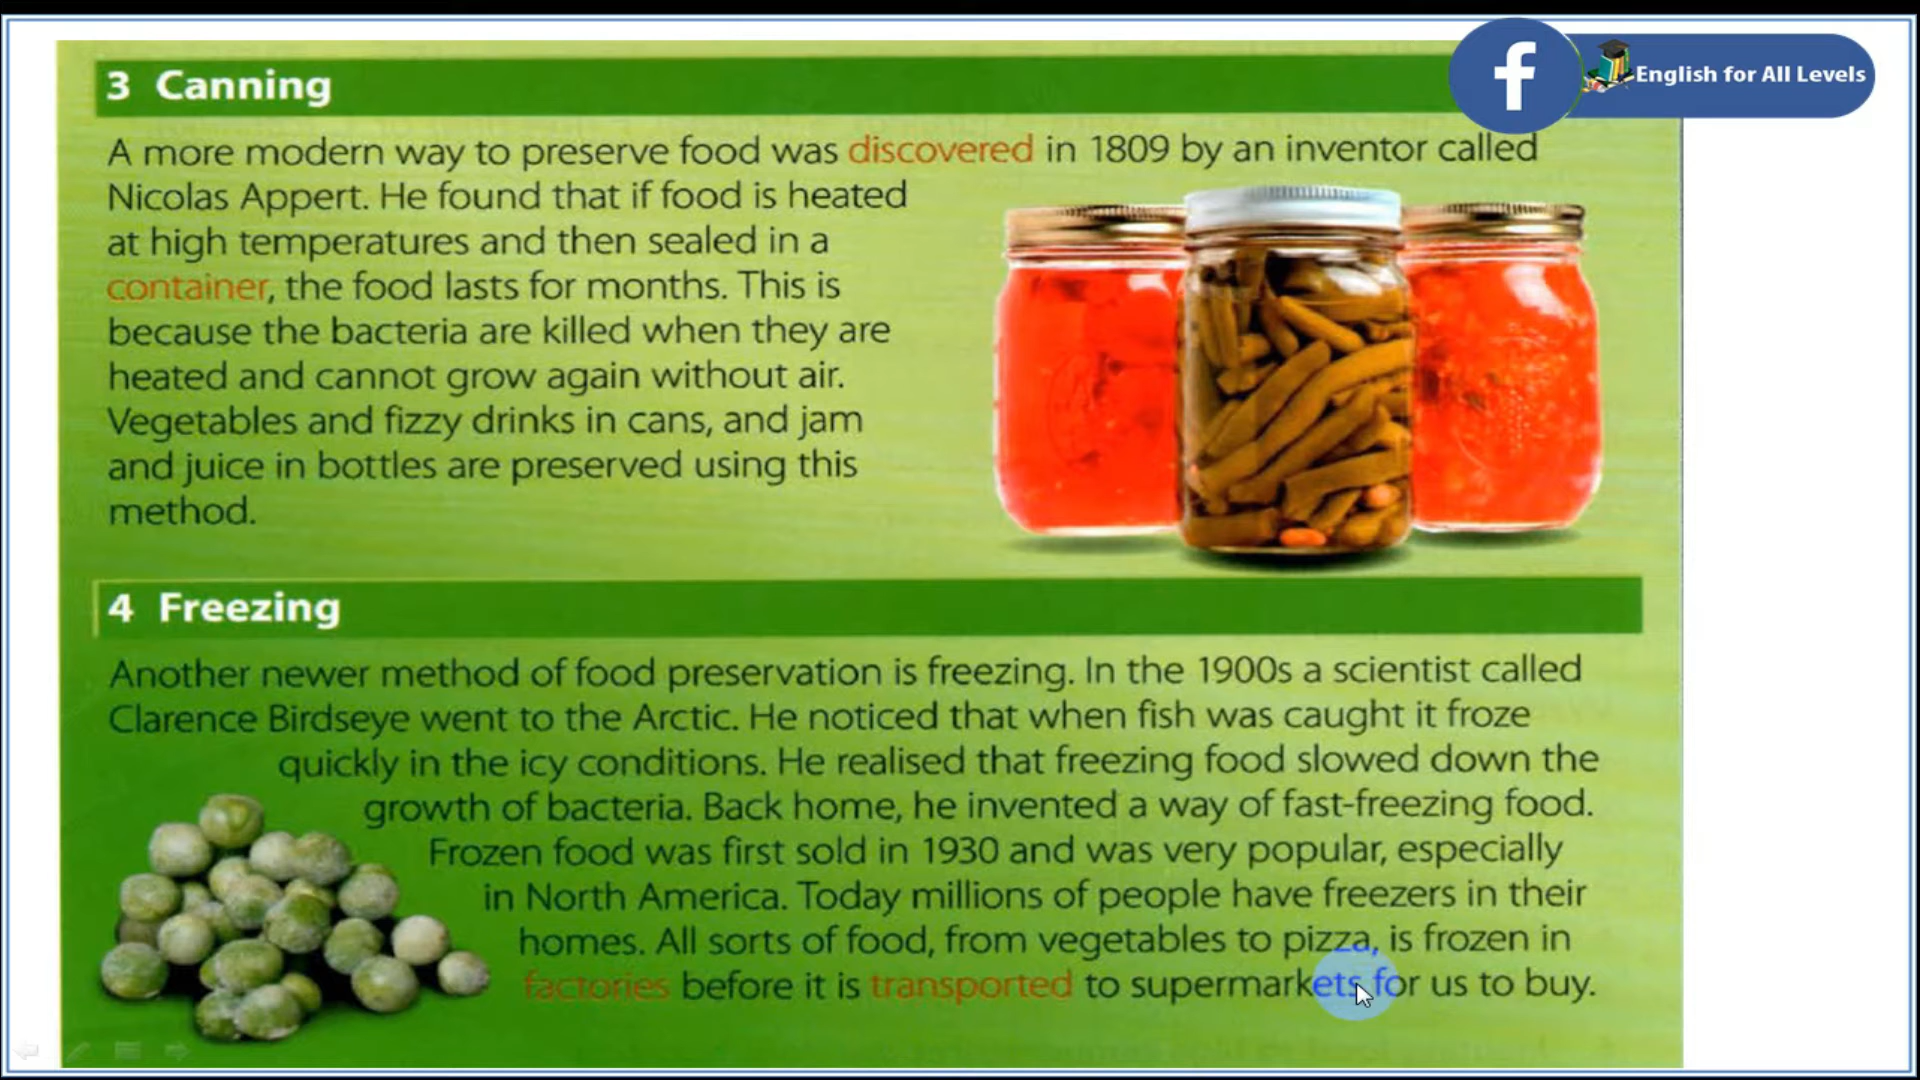 English for All Levels
3 Canning
A more modern way to preserve food was discovered in 1809 by an inventor called
Nicolas Appert. He found that if food is heated
at high temperatures and then sealed in a
container, the food lasts for months. This is
because the bacteria are killed when they are
heated and cannot grow again without air.
Vegetables and fizzy drinks in cans, and jam
and juice in bottles are preserved using this
method.
4 Freezing
Another newer method of food preservation is freezing. In the 1900s a scientist called
Clarence Birdseye went to the Arctic. He noticed that when fish was caught it froze
quickly in the icy conditions. He realised that freezing food slowed down the
growth of bacteria. Back home, he invented a way of fast-freezing food.
Frozen food was first sold in 1930 and was very popular, especially
in North America. Today millions of people have freezers in their
homes. All sorts of food, from vegetables to pizza, is frozen in
factories before it is transported to supermarkets for us to buy.